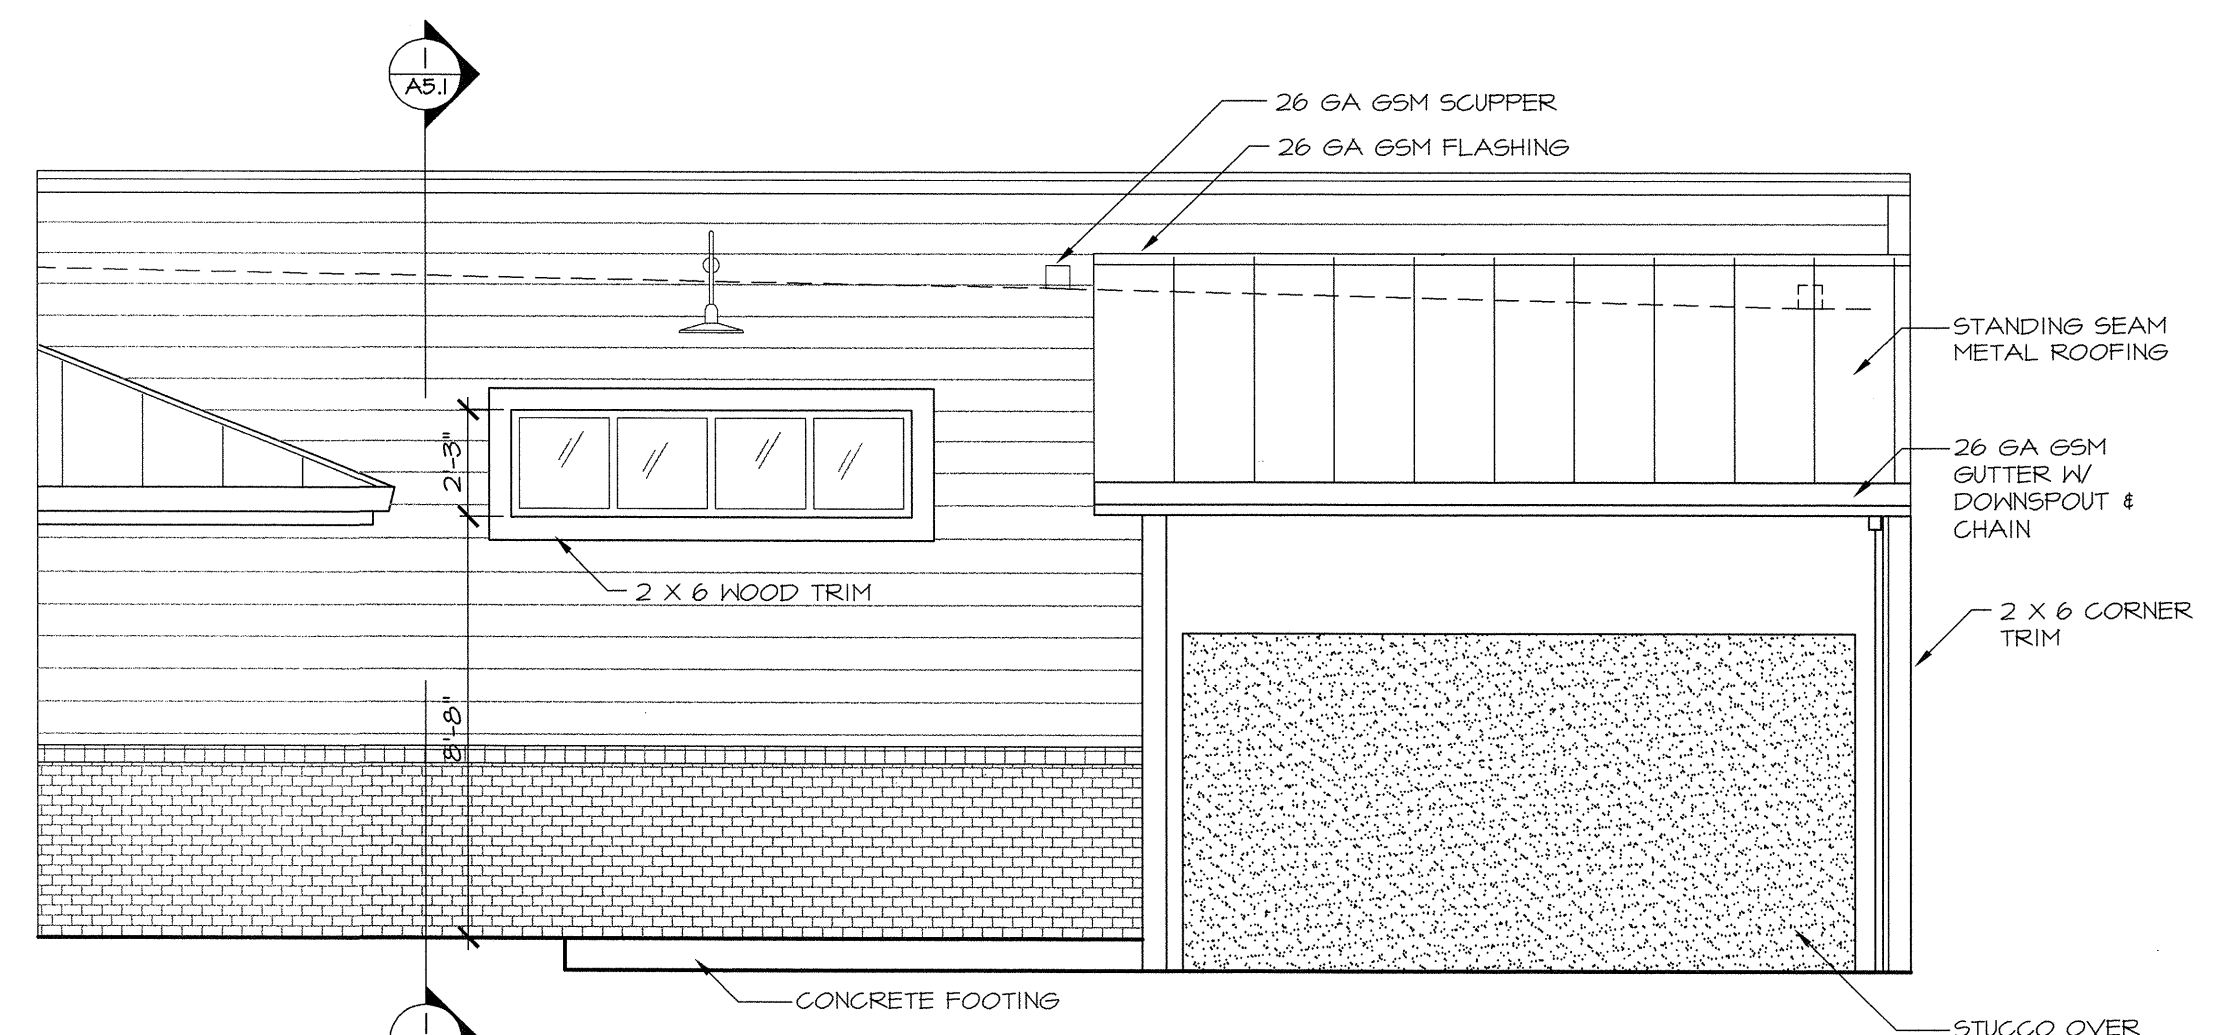 1
A5.1
26 GA GSM SCUPPER
26 GA GSM FLASHING
STANDING SEAM
METAL ROOFING
2'-3"
26 GA GSM
GUTTER W/
DOWNSPOUT &
CHAIN
2 X 6 WOOD TRIM
2 X 6 CORNER
TRIM
8'-8"
CONCRETE FOOTING
1
STUCCO OVER